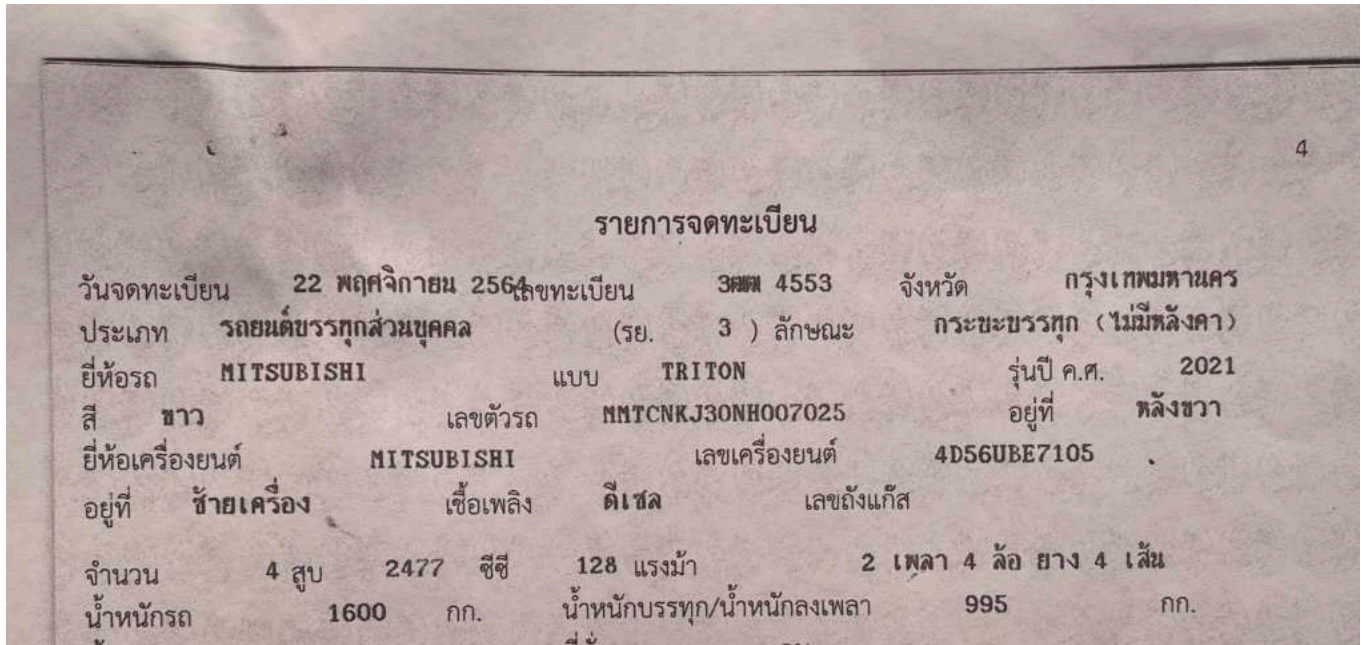 4
รายการจดทะเบียน
วันจดทะเบียน 22 พฤศจิกายน 2564 เลขทะเบียน 3ฒฒ 4553 จังหวัด กรุงเทพมหานคร
ประเภท รถยนต์บรรทุกส่วนบุคคล (รย. 3 ) ลักษณะ กระบะบรรทุก (ไม่มีหลังคา)
ยี่ห้อรถ MITSUBISHI แบบ TRITON รุ่นปี ค.ศ. 2021
สี ขาว เลขตัวรถ MMTCNKJ30NH007025 อยู่ที่ หลังขวา
ยี่ห้อเครื่องยนต์ MITSUBISHI เลขเครื่องยนต์ 4D56UBE7105
อยู่ที่ ซ้ายเครื่อง เชื้อเพลิง ดีเซล เลขถังแก๊ส
จำนวน 4 สูบ 2477 ซีซี 128 แรงม้า 2 เพลา 4 ล้อ ยาง 4 เส้น
น้ำหนักรถ 1600 กก. น้ำหนักบรรทุก/น้ำหนักลงเพลา 995 กก.